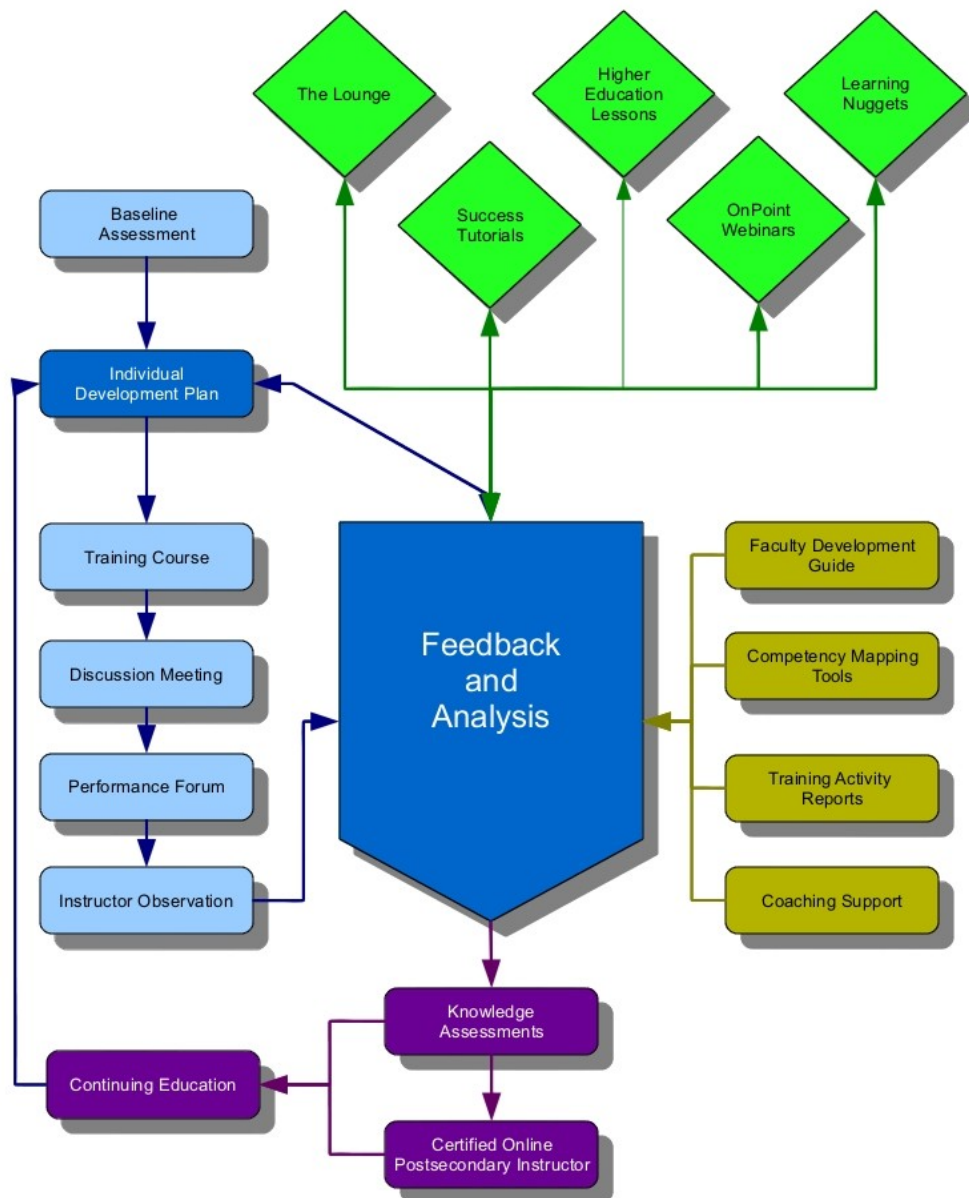 The Lounge
Higher
Education
Lessons
Learning
Nuggets
Success
Tutorials
OnPoint
Webinars
Baseline
Assessment
Individual
Development Plan
Training Course
Discussion Meeting
Performance Forum
Instructor Observation
Feedback
and
Analysis
Faculty Development
Guide
Competency Mapping
Tools
Training Activity
Reports
Coaching Support
Knowledge
Assessments
Continuing Education
Certified Online
Postsecondary Instructor